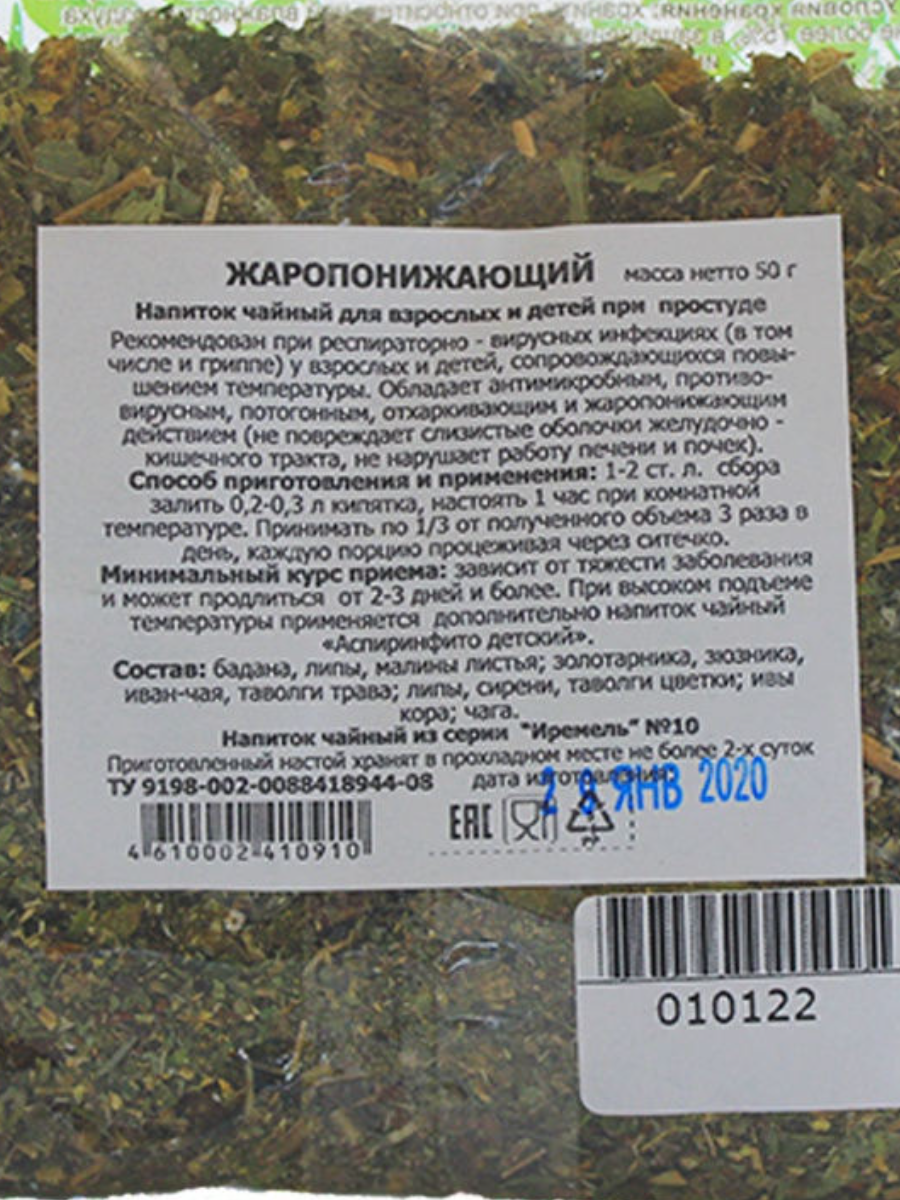 ЖАРОПОНИЖАЮЩИЙ масса нетто 50 г
Напиток чайный для взрослых и детей при простуде
Рекомендован при респираторно - вирусных инфекциях (в том
числе и гриппе) у взрослых и детей, сопровождающихся повы-
шением температуры. Обладает антимикробным, противо-
вирусным, потогонным, отхаркивающим и жаропонижающим
действием (не повреждает слизистые оболочки желудочно -
кишечного тракта, не нарушает работу печени и почек).
Способ приготовления и применения: 1-2 ст. л. сбора
залить 0,2-0,3 л кипятка, настоять 1 час при комнатной
температуре. Принимать по 1/3 от полученного объема 3 раза в
день, каждую порцию процеживая через ситечко.
Минимальный курс приема: зависит от тяжести заболевания
и может продлиться от 2-3 дней и более. При высоком подъеме
температуры применяется дополнительно напиток чайный
«Аспиринфито детский».
Состав: бадана, липы, малины листья; золотарника, зюзника,
иван-чая, таволги трава; липы, сирени, таволги цветки; ивы
кора; чага.
Напиток чайный из серии "Иремель" №10
Приготовленный настой хранят в прохладном месте не более 2-х суток
ТУ 9198-002-0088418944-08 дата изготовления:
ЯНВ 2020
4 610002 410910
EAC
PP
010122